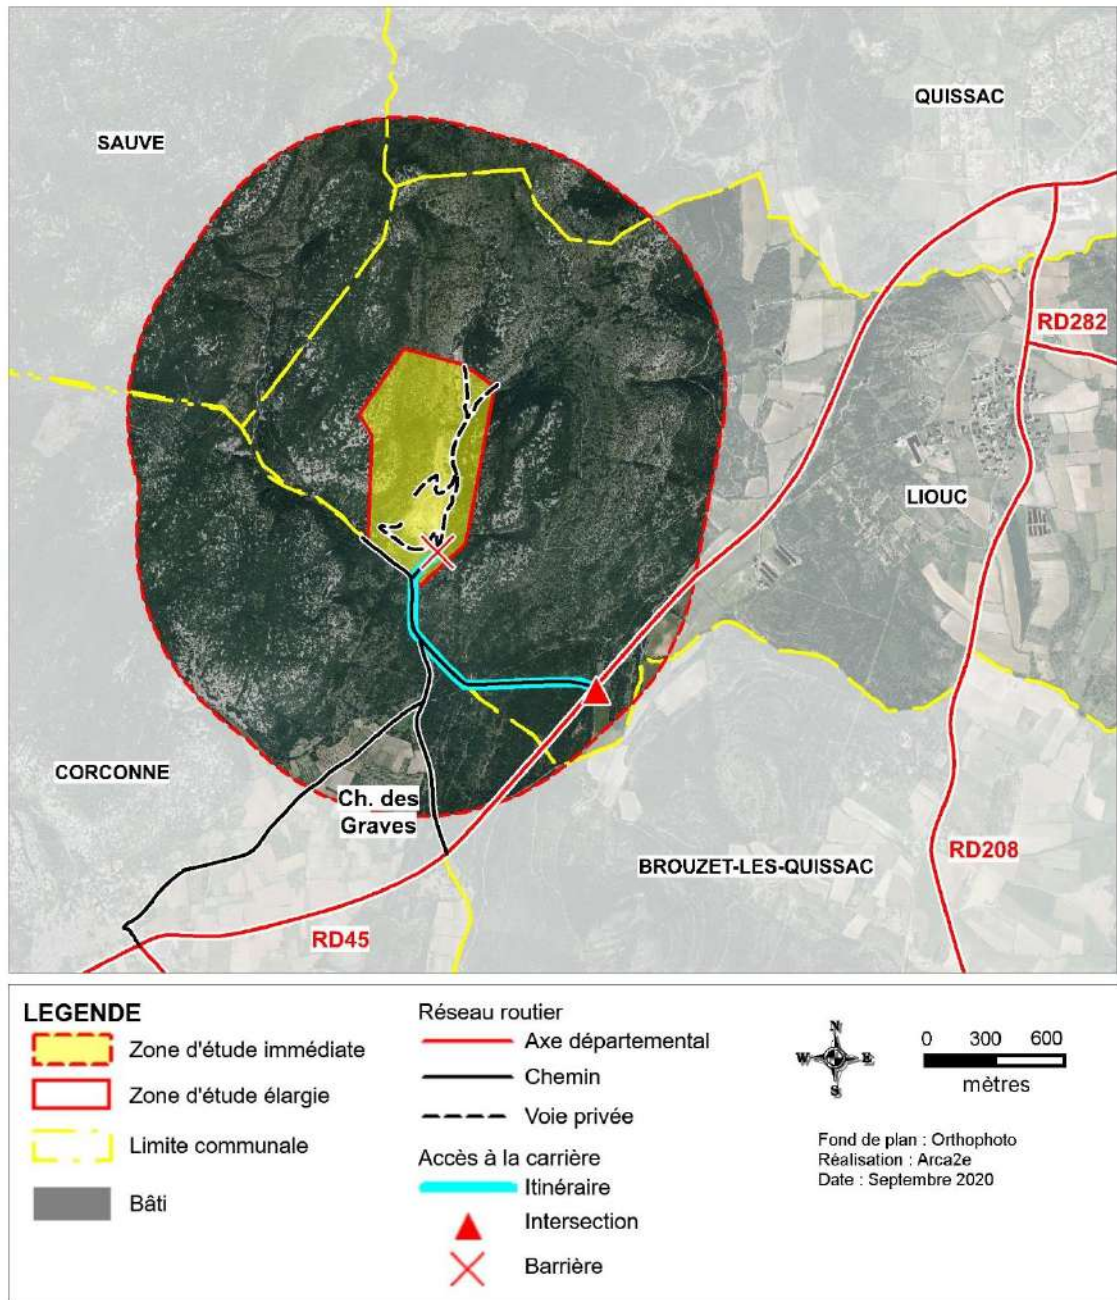 QUISSAC
SAUVE
RD282
LIOUC
CORCONNE
Ch. des
Graves
BROUZET-LES-QUISSAC
RD208
RD45
LEGENDE
Zone d'étude immédiate
Zone d'étude élargie
Limite communale
Bâti
Réseau routier
Axe départemental
Chemin
Voie privée
Accès à la carrière
Itinéraire
Intersection
Barrière
N
W E
S
0 300 600
mètres
Fond de plan : Orthophoto
Réalisation : Arca2e
Date : Septembre 2020